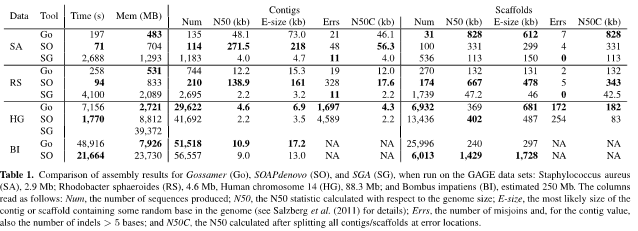 Contigs Scaffolds
Tool Time (s) Mem (MB) Num N50 (kb) E-size (kb) Errs N50C (kb) Num N50 (kb) E-size (kb) Errs N50C (kb)
Go 197 483 135 48.1 73.0 21 46.1 31 828 612 7 828
SA SO 71 704 114 271.5 218 48 56.3 100 331 299 4 331
SG 2,688 1,293 1,183 4.0 4.7 11 4.0 536 113 150 0 113
Go 258 531 744 12.2 15.3 19 12.0 270 132 131 2 132
RS SO 94 833 210 138.9 161 328 17.6 174 667 478 5 343
SG 4,100 2,089 2,695 2.2 3.2 11 2.2 1,739 47.2 46 0 42.5
Go 7,156 2,721 29,622 4.6 6.9 1,697 4.3 6,932 369 681 172 182
HG SO 1,770 8,812 41,692 2.2 3.5 4,589 2.2 13,436 402 487 254 83
SG 39,372
BI Go 48,916 7,926 51,518 10.9 17.2 NA NA 25,996 240 297 NA NA
SO 21,664 23,730 56,557 9.0 13.0 NA NA 6,013 1,429 1,728 NA NA
Table 1. Comparison of assembly results for Gossamer (Go), SOAPdenovo (SO), and SGA (SG), when run on the GAGE data sets: Staphylococcus aureus
(SA), 2.9 Mb; Rhodobacter sphaeroides (RS), 4.6 Mb, Human chromosome 14 (HG), 88.3 Mb; and Bombus impatiens (BI), estimated 250 Mb. The columns
read as follows: Num, the number of sequences produced; N50, the N50 statistic calculated with respect to the genome size; E-size, the most likely size of the
contig or scaffold containing some random base in the genome (see Salzberg et al. (2011) for details); Errs, the number of misjoins and, for the contig value,
also the number of indels > 5 bases; and N50C, the N50 calculated after splitting all contigs/scaffolds at error locations.